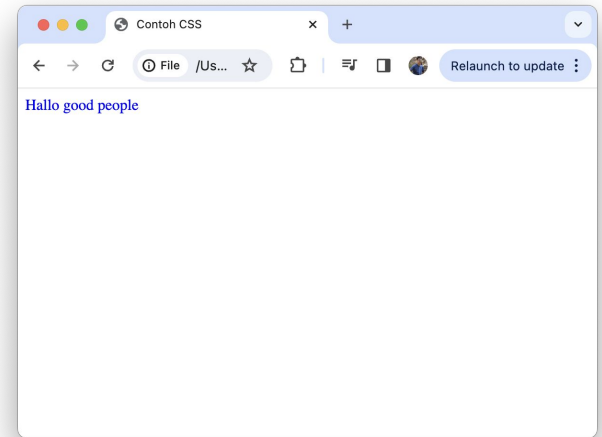 Contoh CSS
File /Us...
Relaunch to update
Hallo good people